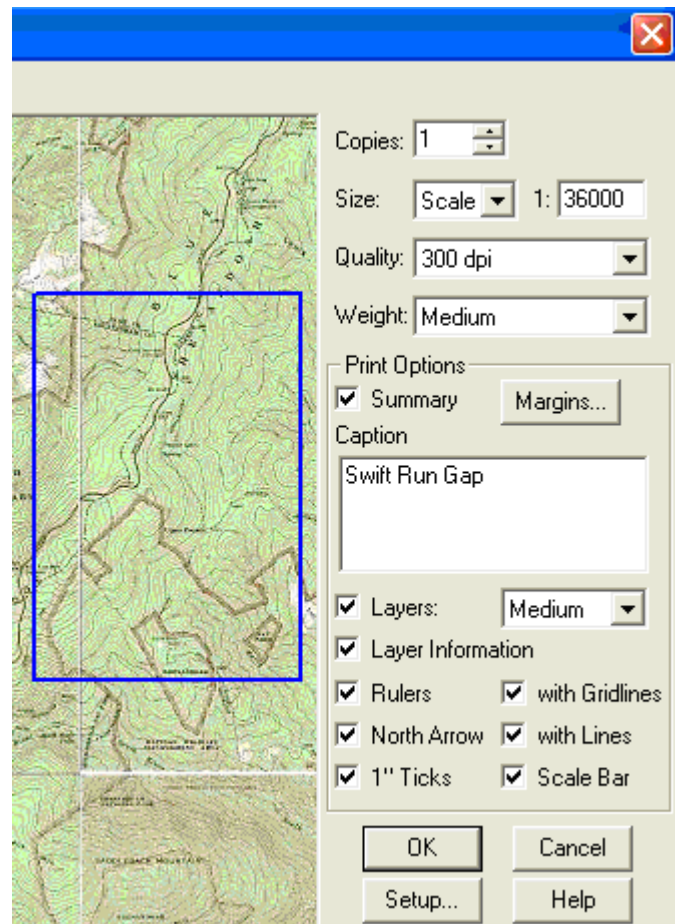 Copies: 1
Size: Scale 1: 36000
Quality: 300 dpi
Weight: Medium
Print Options
Summary Margins...
Caption
Swift Run Gap
Layers: Medium
Layer Information
Rulers with Gridlines
North Arrow with Lines
1" Ticks Scale Bar
OK Cancel
Setup... Help
SADDLEBACK MOUNTAIN